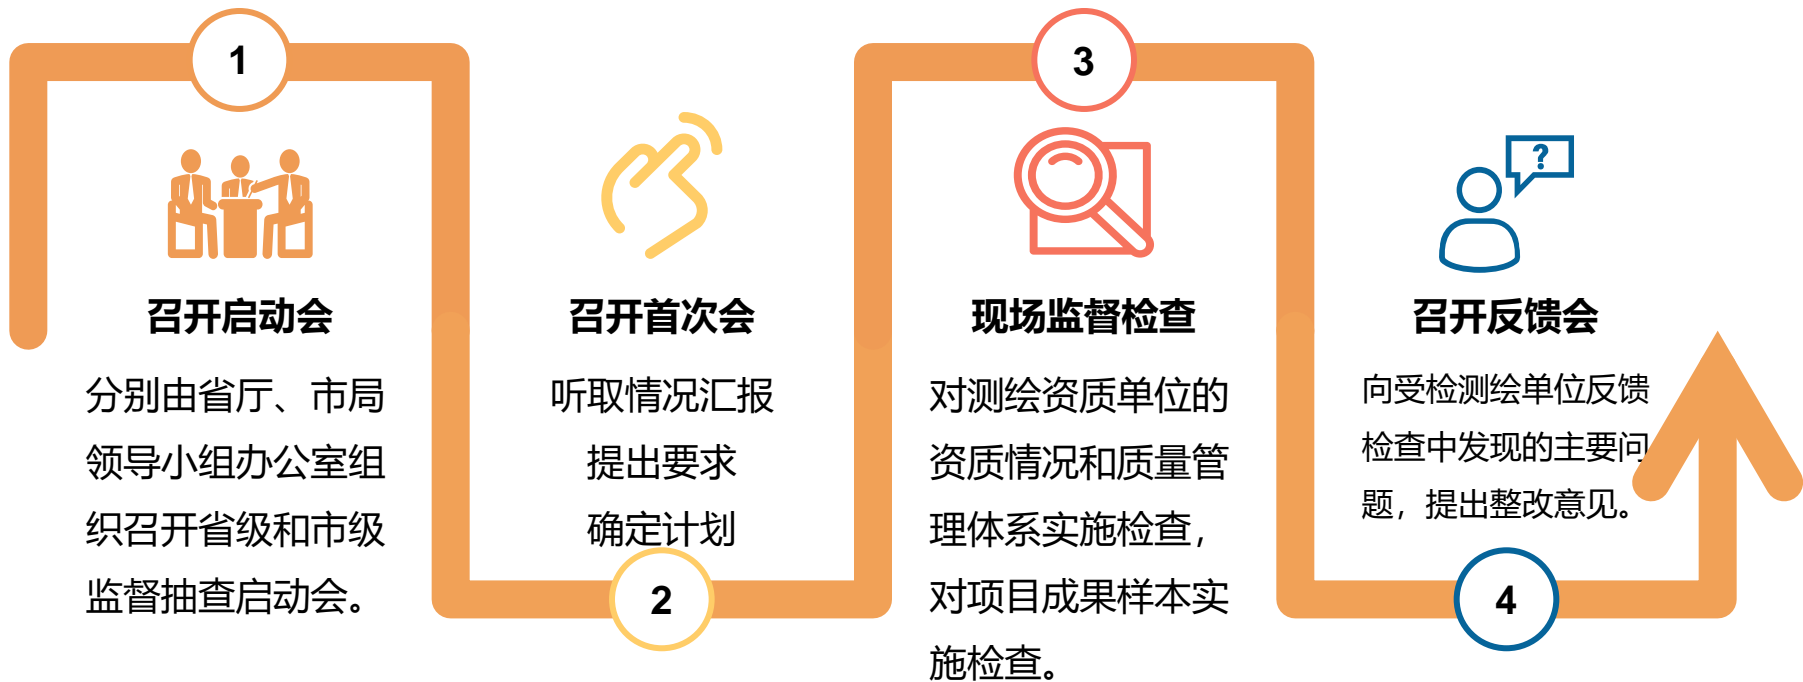 1
召开启动会
分别由省厅、市局
领导小组办公室组
织召开省级和市级
监督抽查启动会。
召开首次会
听取情况汇报
提出要求
确定计划
2
3
现场监督检查
对测绘资质单位的
资质情况和质量管
理体系实施检查，
对项目成果样本实
施检查。
?
召开反馈会
向受检测绘单位反馈
检查中发现的主要问
题，提出整改意见。
4